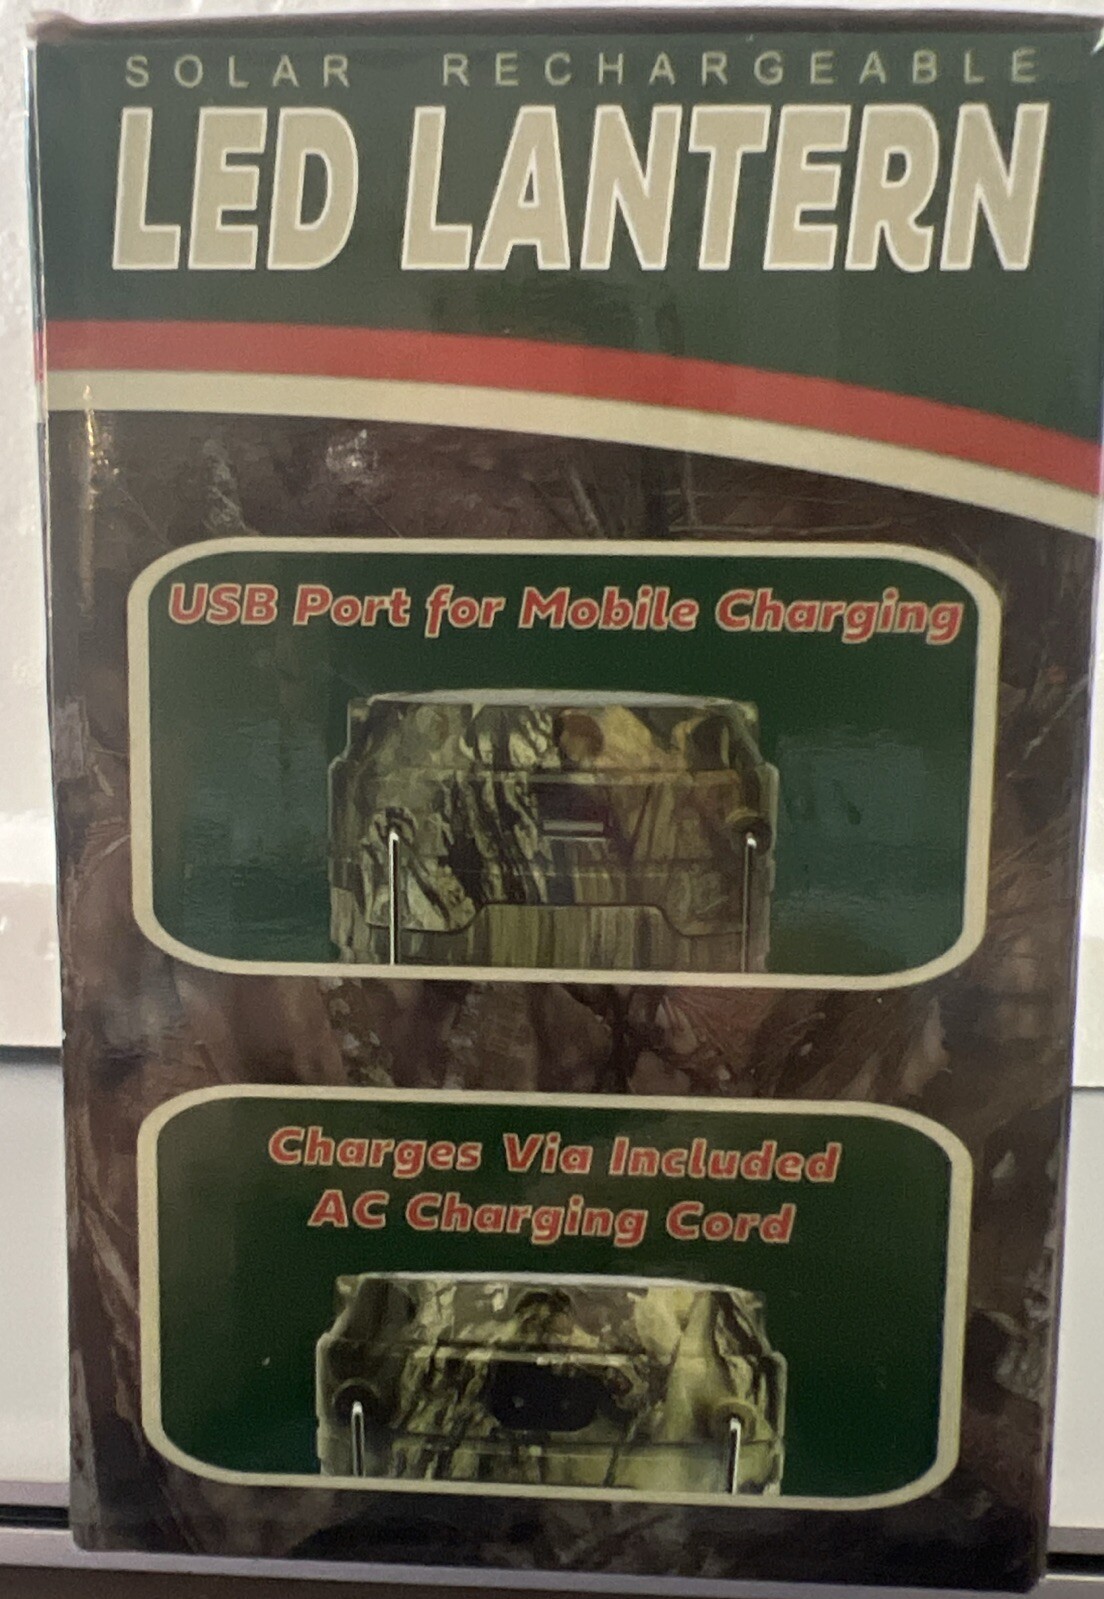 SOLAR RECHARGEABLE
LED LANTERN
USB Port for Mobile Charging
Charges Via Included
AC Charging Cord